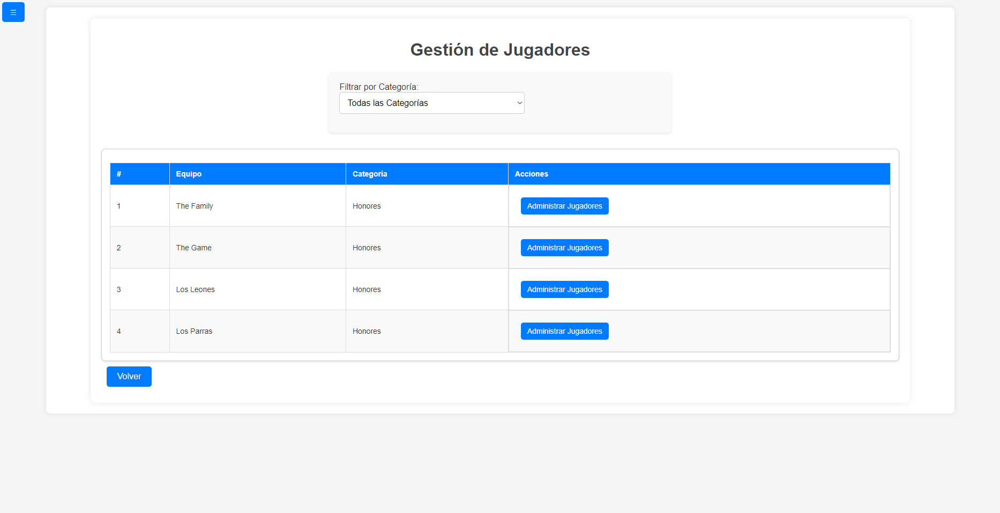 ☰
Gestión de Jugadores
Filtrar por Categoría:
Todas las Categorías
# Equipo Categoría Acciones
1 The Family Honores Administrar Jugadores
2 The Game Honores Administrar Jugadores
3 Los Leones Honores Administrar Jugadores
4 Los Parras Honores Administrar Jugadores
Volver